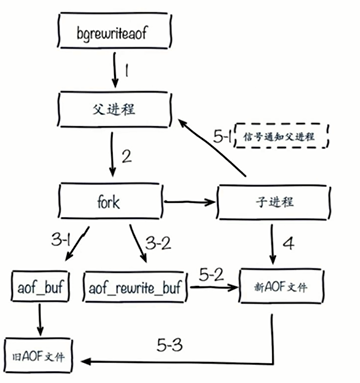 bgrewriteaof
1
父进程
5-1
信号通知父进程
2
fork
子进程
3-1
3-2
4
aof_buf
aof_rewrite_buf
5-2
新AOF文件
旧AOF文件
5-3